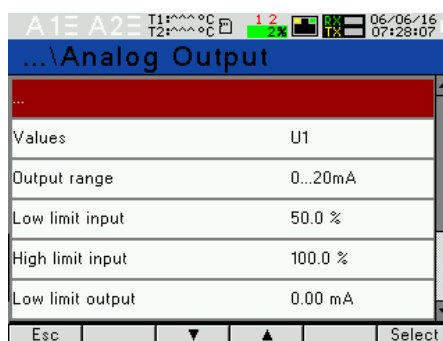 A1 A2 T1:^^^°C 1 2 RX 06/06/16
T2:^^^°C 2% TX 07:28:07
...\Analog Output
...
Values U1
Output range 0...20mA
Low limit input 50.0 %
High limit input 100.0 %
Low limit output 0.00 mA
Esc ▼ ▲ Select